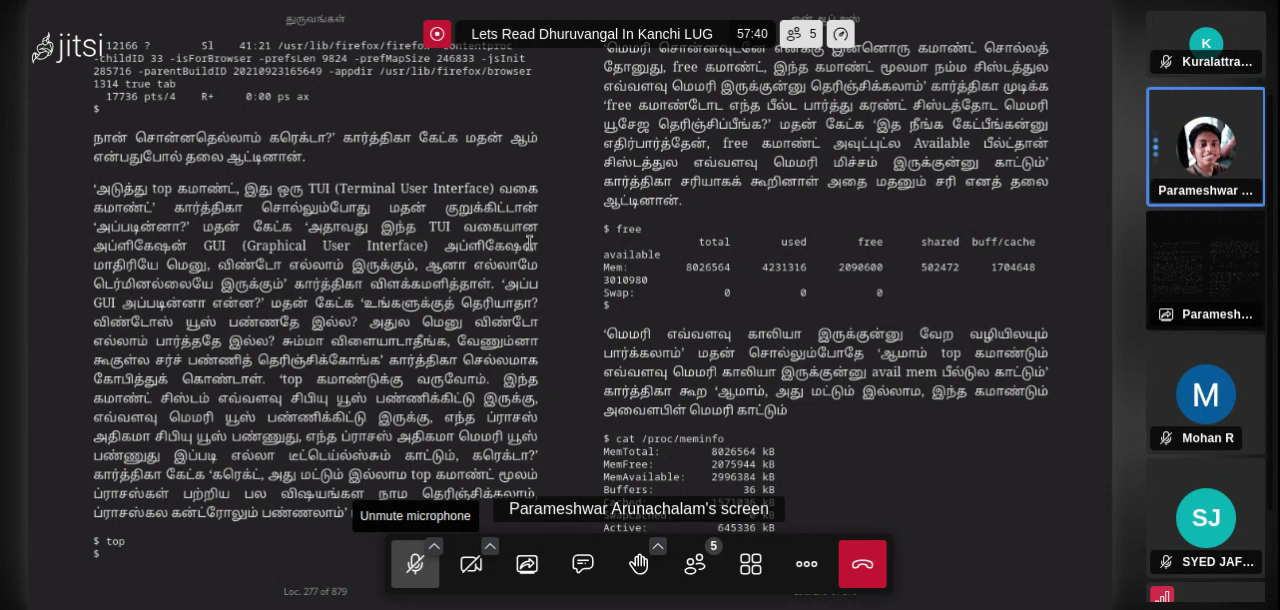 jitsi
Lets Read Dhuruvangal In Kanchi LUG
57:40
5
துருவங்கள்
12166 ?        Sl    41:21 /usr/lib/firefox/firefox -contentproc
-childID 33 -isForBrowser -prefsLen 9824 -prefMapSize 246833 -jsInit
285716 -parentBuildID 20210923165649 -appdir /usr/lib/firefox/browser
1314 true tab
17736 pts/4    R+     0:00 ps ax
$
நான் சொன்னதெல்லாம் கரெக்டா?’ கார்த்திகா கேட்க மதன் ஆம்
என்பதுபோல் தலை ஆட்டினான்.
‘அடுத்து top கமாண்ட், இது ஒரு TUI (Terminal User Interface) வகை
கமாண்ட்’ கார்த்திகா சொல்லும்போது மதன் குறுக்கிட்டான்
‘அப்படின்னா?’ மதன் கேட்க ‘அதாவது இந்த TUI வகையான
அப்ளிகேஷன் GUI (Graphical User Interface) அப்ளிகேஷன்
மாதிரியே மெனு, விண்டோ எல்லாம் இருக்கும், ஆனா எல்லாமே
டெர்மினல்லையே இருக்கும்’ கார்த்திகா விளக்கமளித்தாள். ‘அப்ப
GUI அப்படின்னா என்ன?’ மதன் கேட்க ‘உங்களுக்குத் தெரியாதா?
விண்டோஸ் யூஸ் பண்ணதே இல்ல? அதுல மெனு விண்டோ
எல்லாம் பார்த்ததே இல்ல? சும்மா விளையாடாதீங்க, வேணும்னா
கூகுள்ல சர்ச் பண்ணித் தெரிஞ்சிக்கோங்க’ கார்த்திகா செல்லமாக
கோபித்துக் கொண்டாள். ‘top கமாண்டுக்கு வருவோம். இந்த
கமாண்ட் சிஸ்டம் எவ்வளவு சிபியு யூஸ் பண்ணிக்கிட்டு இருக்கு,
எவ்வளவு மெமரி யூஸ் பண்ணிக்கிட்டு இருக்கு, எந்த ப்ராசஸ்
அதிகமா சிபியு யூஸ் பண்ணுது, எந்த ப்ராசஸ் அதிகமா மெமரி யூஸ்
பண்ணுது இப்படி எல்லா டீட்டெய்ல்ஸ்சும் காட்டும், கரெக்டா?’
கார்த்திகா கேட்க ‘கரெக்ட், அது மட்டும் இல்லாம top கமாண்ட் மூலம்
ப்ராசஸ்கள் பற்றிய பல விஷயங்கள நாம தெரிஞ்சிக்கலாம்,
ப்ராசஸ்கல கன்ட்ரோலும் பண்ணலாம்’
$ top
$
Loc. 277 of 879
‘மெமரி சொன்னவுடனே எனக்கு இன்னொரு கமாண்ட் சொல்லத்
தோனுது, free கமாண்ட், இந்த கமாண்ட் மூலமா நம்ம சிஸ்டத்துல
எவ்வளவு மெமரி இருக்குன்னு தெரிஞ்சிக்கலாம்’ கார்த்திகா முடிக்க
‘free கமாண்டோட எந்த பீல்ட பார்த்து கரண்ட் சிஸ்டத்தோட மெமரி
யூசேஜ தெரிஞ்சிப்பீங்க?’ மதன் கேட்க ‘இத நீங்க கேட்பீங்கன்னு
எதிர்பார்த்தேன், free கமாண்ட் அவுட்புட்ல Available பீல்ட்தான்
சிஸ்டத்துல எவ்வளவு மெமரி மிச்சம் இருக்குன்னு காட்டும்’
கார்த்திகா சரியாகக் கூறினாள் அதை மதனும் சரி எனத் தலை
ஆட்டினான்.
$ free
total        used        free      shared  buff/cache
available
Mem:         8026564     4231316     2090600      502472     1704648
3010980
Swap:              0           0           0
$
‘மெமரி எவ்வளவு காலியா இருக்குன்னு வேற வழியிலயும்
பார்க்கலாம்’ மதன் சொல்லும்போதே ‘ஆமாம் top கமாண்டும்
எவ்வளவு மெமரி காலியா இருக்குன்னு avail mem பீல்டுல காட்டும்’
கார்த்திகா கூற ‘ஆமாம், அது மட்டும் இல்லாம, இந்த கமாண்டும்
அவைளபிள் மெமரி காட்டும்
$ cat /proc/meminfo
MemTotal:        8026564 kB
MemFree:         2075944 kB
MemAvailable:    2996384 kB
Buffers:              36 kB
Cached:          1571036 kB
SwapCached:            0 kB
Active:           645336 kB
Unmute microphone
Parameshwar Arunachalam's screen
5
K
Kuralattra...
Parameshwar ...
Paramesh...
M
Mohan R
SJ
SYED JAF...